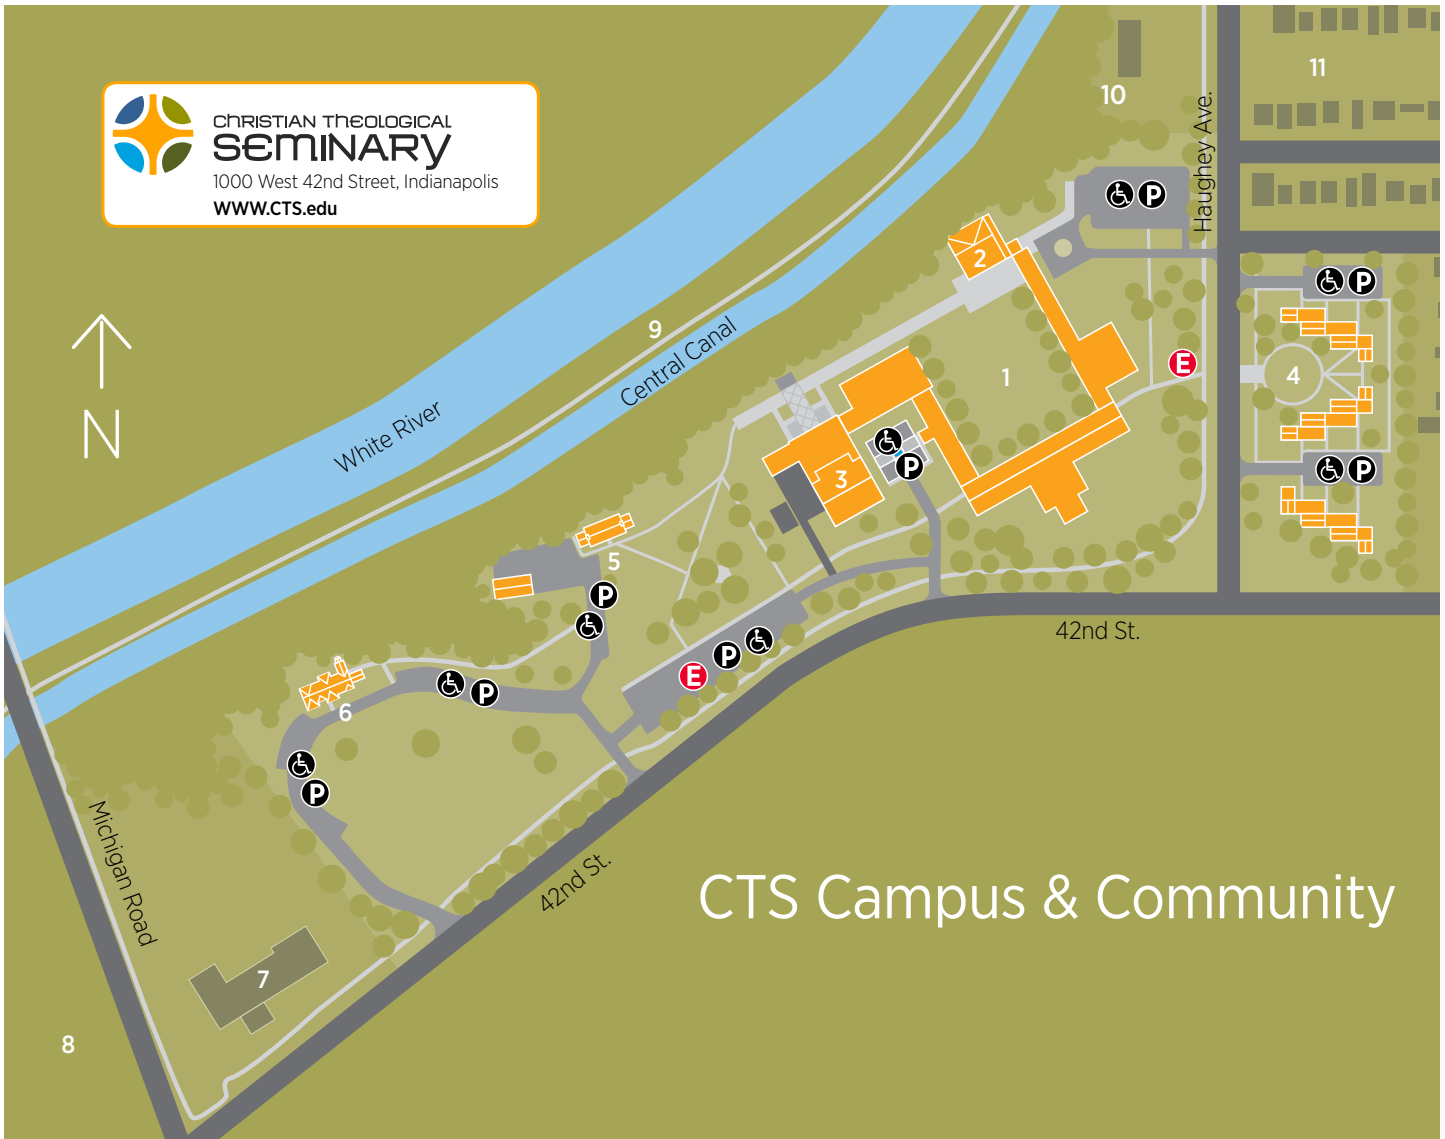 CHRISTIAN THEOLOGICAL
SEMINARY
1000 West 42nd Street, Indianapolis
WWW.CTS.edu
N
White River
Central Canal
Haughey Ave.
42nd St.
42nd St.
Michigan Road
1
2
3
4
5
6
7
8
9
10
11
P
P
P
P
P
P
P
P
E
E
CTS Campus & Community